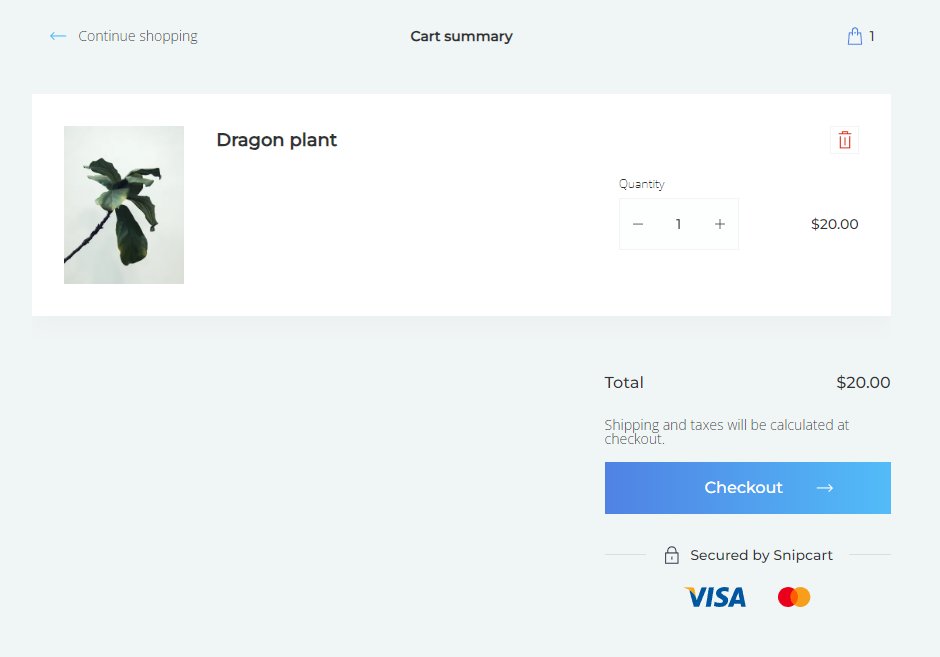 Continue shopping
Cart summary
1
Dragon plant
Quantity
1
$20.00
Total
$20.00
Shipping and taxes will be calculated at
checkout.
Checkout
Secured by Snipcart
VISA